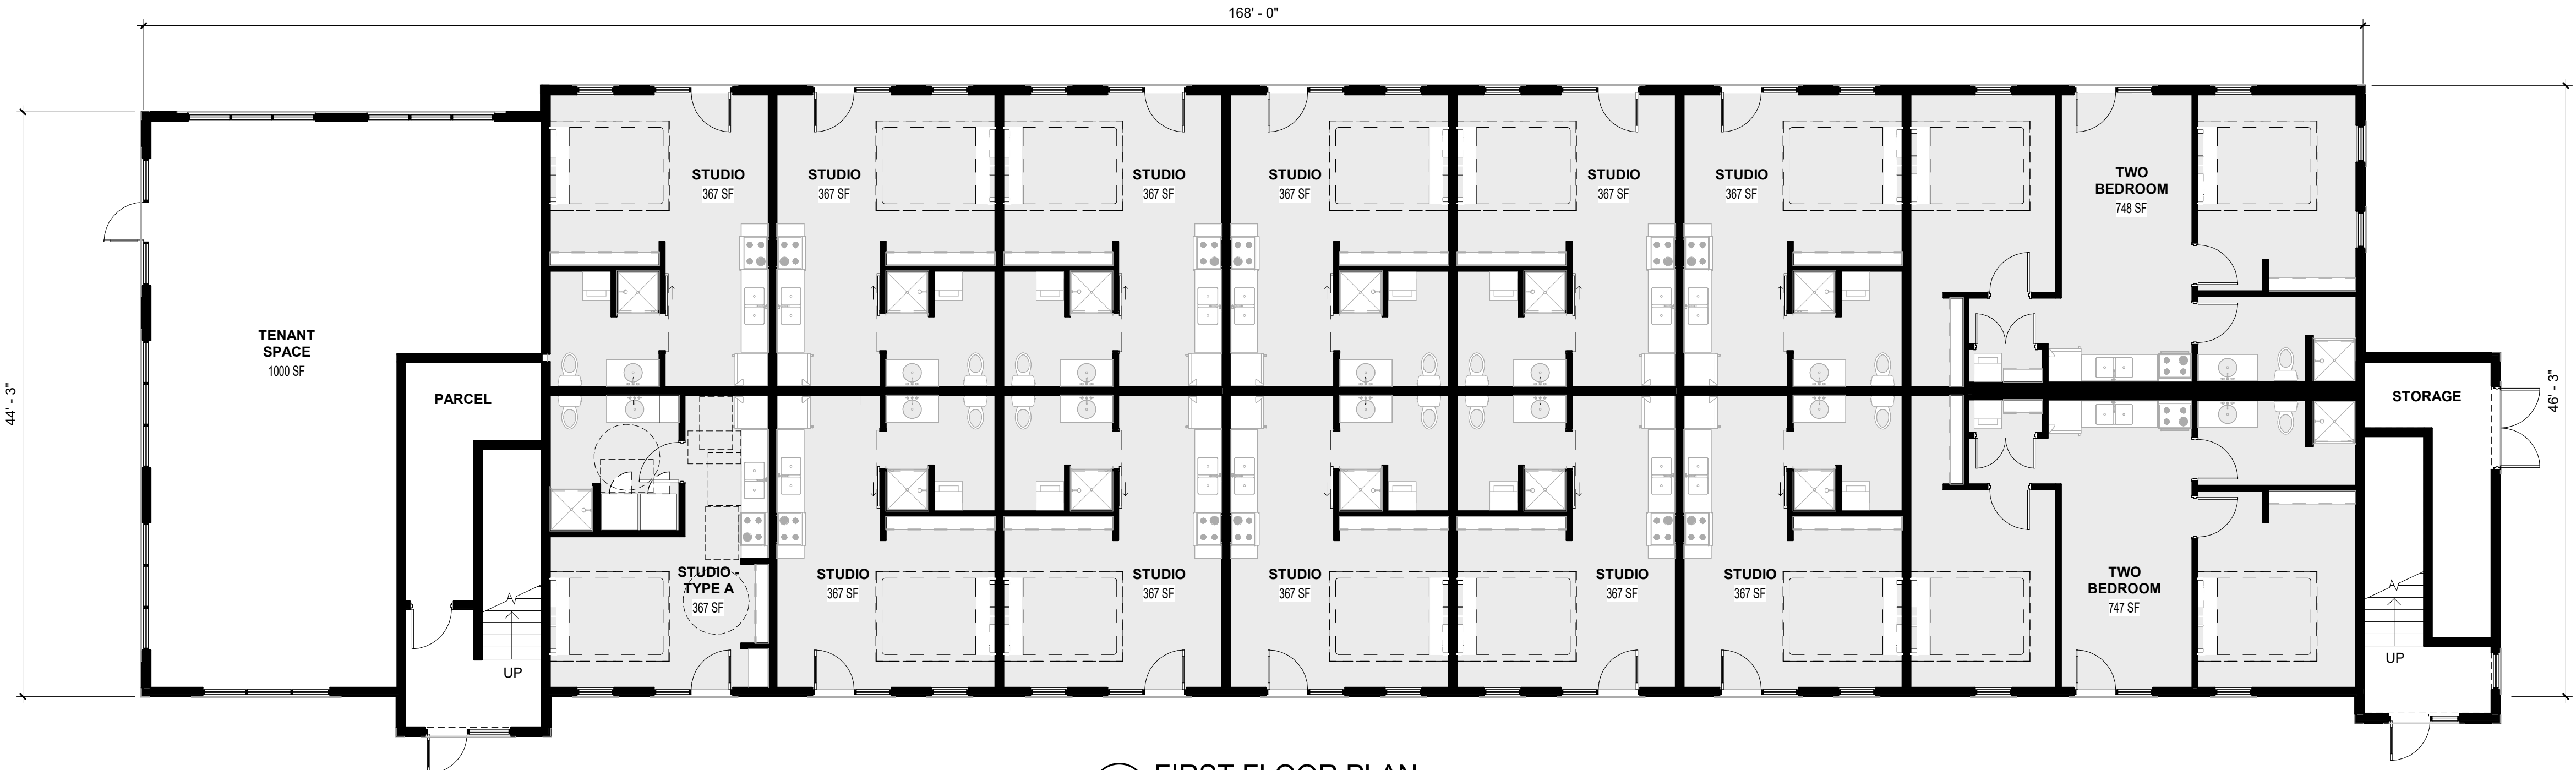 168' - 0"
44' - 3"
46' - 3"
TENANT
SPACE
1000 SF
PARCEL
UP
STUDIO
367 SF
STUDIO
367 SF
STUDIO
367 SF
STUDIO
367 SF
STUDIO
367 SF
STUDIO
367 SF
TWO
BEDROOM
748 SF
STUDIO -
TYPE A
367 SF
STUDIO
367 SF
STUDIO
367 SF
STUDIO
367 SF
STUDIO
367 SF
STUDIO
367 SF
TWO
BEDROOM
747 SF
STORAGE
UP
FIRST FLOOR PLAN